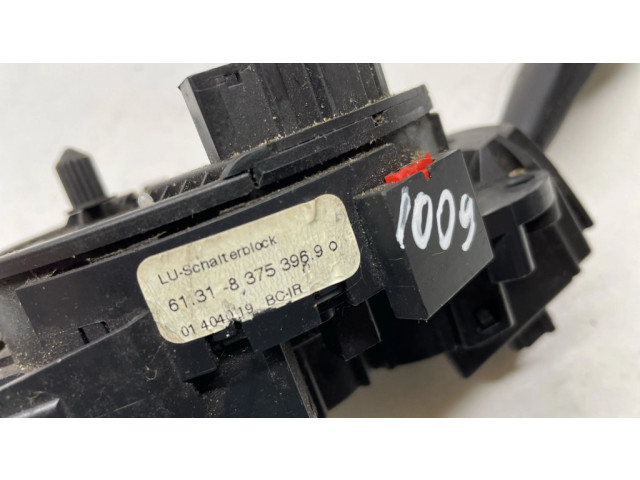 LU-Schalterblock
61.31 -8 375 396.9
01 404019 BC-IR
1009